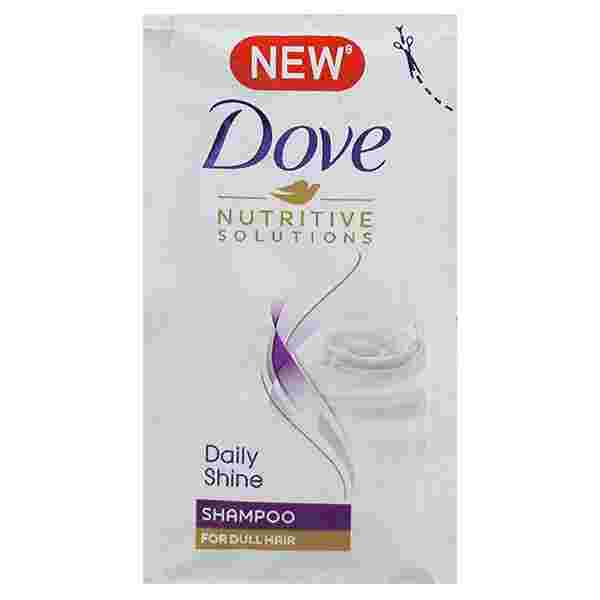 NEW
Dove
NUTRITIVE
SOLUTIONS
Daily
Shine
SHAMPOO
FOR DULL HAIR